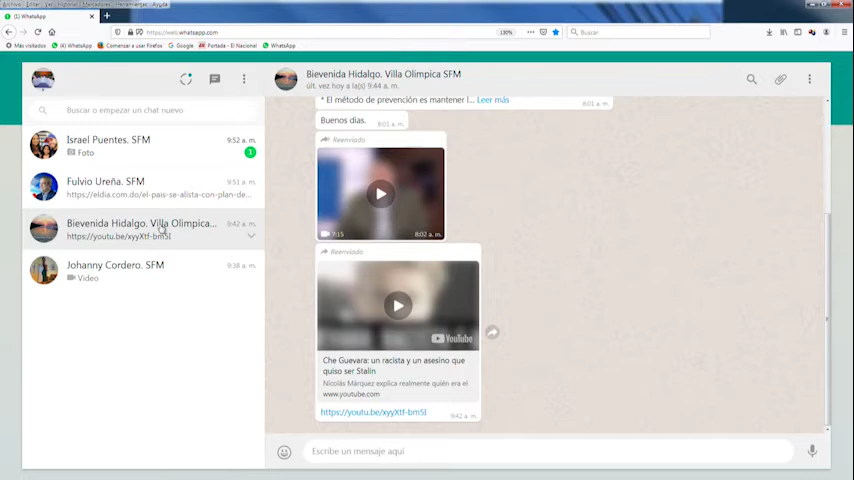 Archivo Editar Ver Historial Marcadores Herramientas Ayuda
(1) WhatsApp
https://web.whatsapp.com
130%
Buscar
Más visitados
(4) WhatsApp
Comenzar a usar Firefox
Google
Portada - El Nacional
WhatsApp
Buscar o empezar un chat nuevo
Israel Puentes. SFM
9:52 a. m.
Foto
1
Fulvio Ureña. SFM
9:51 a. m.
https://eldia.com.do/el-pais-se-alista-con-plan-de...
Bievenida Hidalgo. Villa Olimpica...
9:42 a. m.
https://youtu.be/xyyXtf-bm5I
Johanny Cordero. SFM
9:38 a. m.
Video
Bievenida Hidalgo. Villa Olimpica SFM
últ. vez hoy a la(s) 9:44 a. m.
* El método de prevención es mantener l... Leer más
8:01 a. m.
Buenos días.
8:01 a. m.
Reenviado
7:15
8:02 a. m.
Reenviado
YouTube
Che Guevara: un racista y un asesino que
quiso ser Stalin
Nicolás Márquez explica realmente quién era el
www.youtube.com
https://youtu.be/xyyXtf-bm5I
9:42 a. m.
Escribe un mensaje aquí